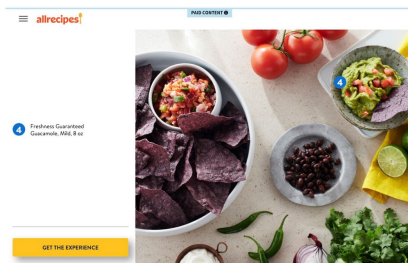 PAID CONTENT
allrecipes!
4
4
Freshness Guaranteed
Guacamole, Mild, 8 oz
GET THE EXPERIENCE